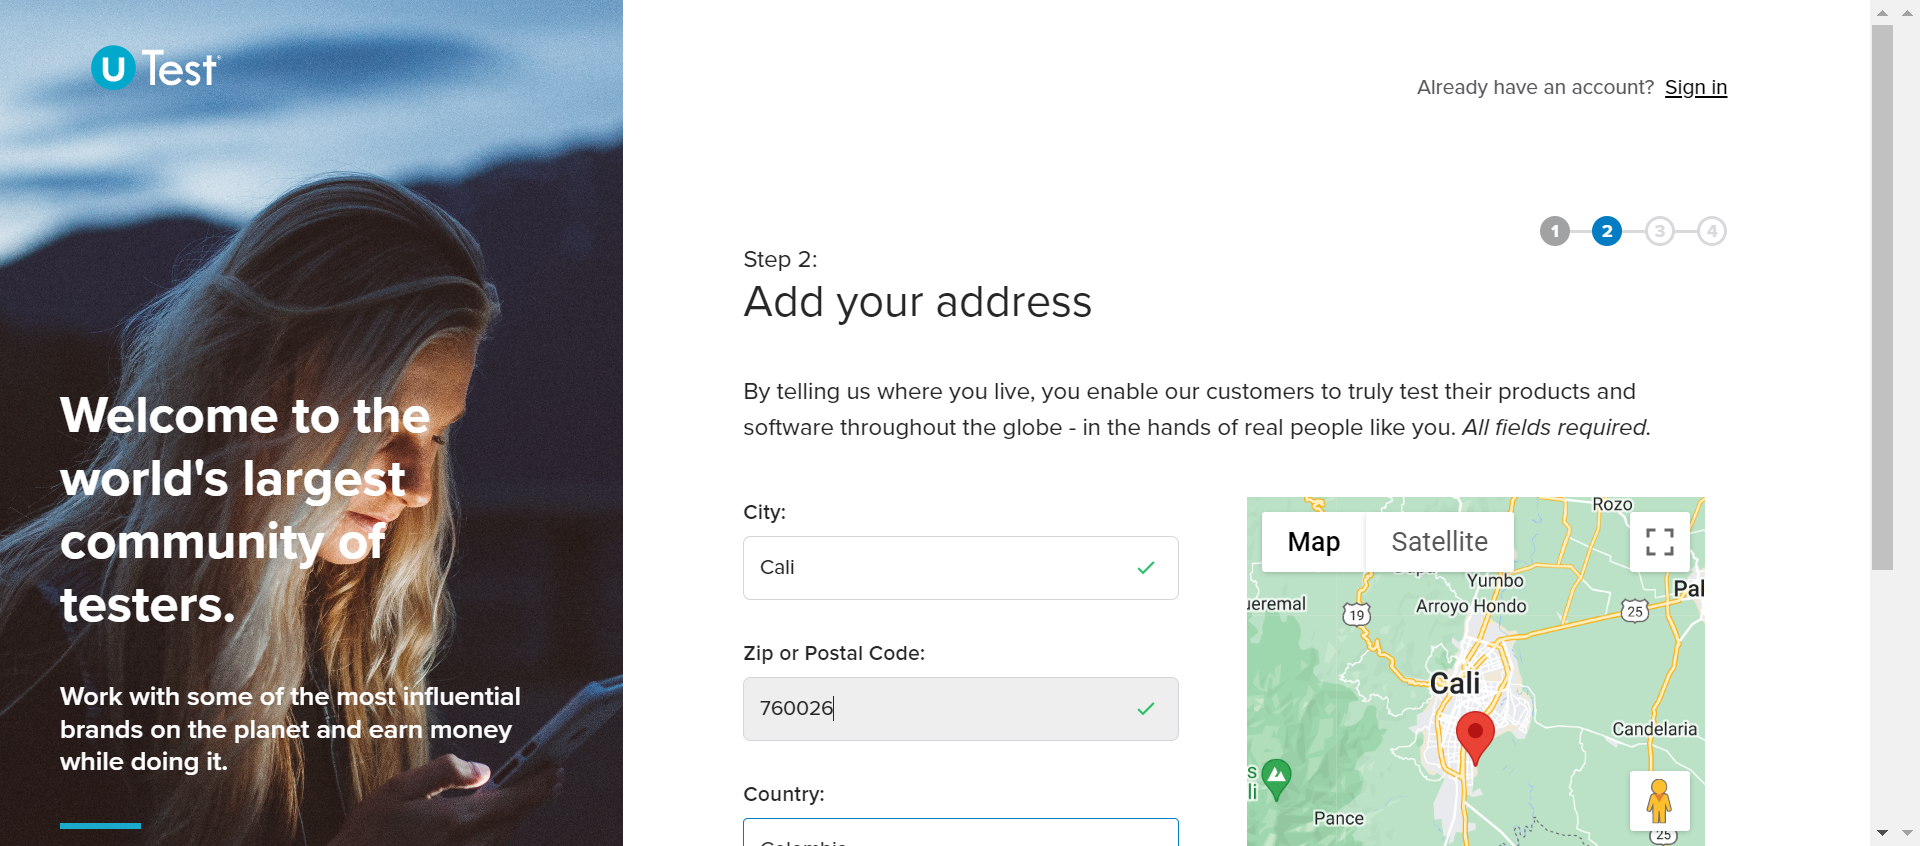 u Test
Already have an account? Sign in
1 2 3 4
Step 2:
Add your address
By telling us where you live, you enable our customers to truly test their products and
software throughout the globe - in the hands of real people like you. All fields required.
Welcome to the
world's largest
community of
testers.
Work with some of the most influential
brands on the planet and earn money
while doing it.
City:
Cali
Zip or Postal Code:
760026
Country:
Colombia
Map Satellite
Rozo
Yumbo
Arroyo Hondo
19
25
Cali
Candelaria
Pance
25